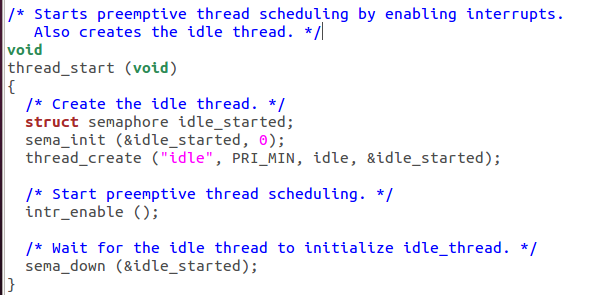 /* Starts preemptive thread scheduling by enabling interrupts.
   Also creates the idle thread. */
void
thread_start (void)
{
  /* Create the idle thread. */
  struct semaphore idle_started;
  sema_init (&idle_started, 0);
  thread_create ("idle", PRI_MIN, idle, &idle_started);

  /* Start preemptive thread scheduling. */
  intr_enable ();

  /* Wait for the idle thread to initialize idle_thread. */
  sema_down (&idle_started);
}